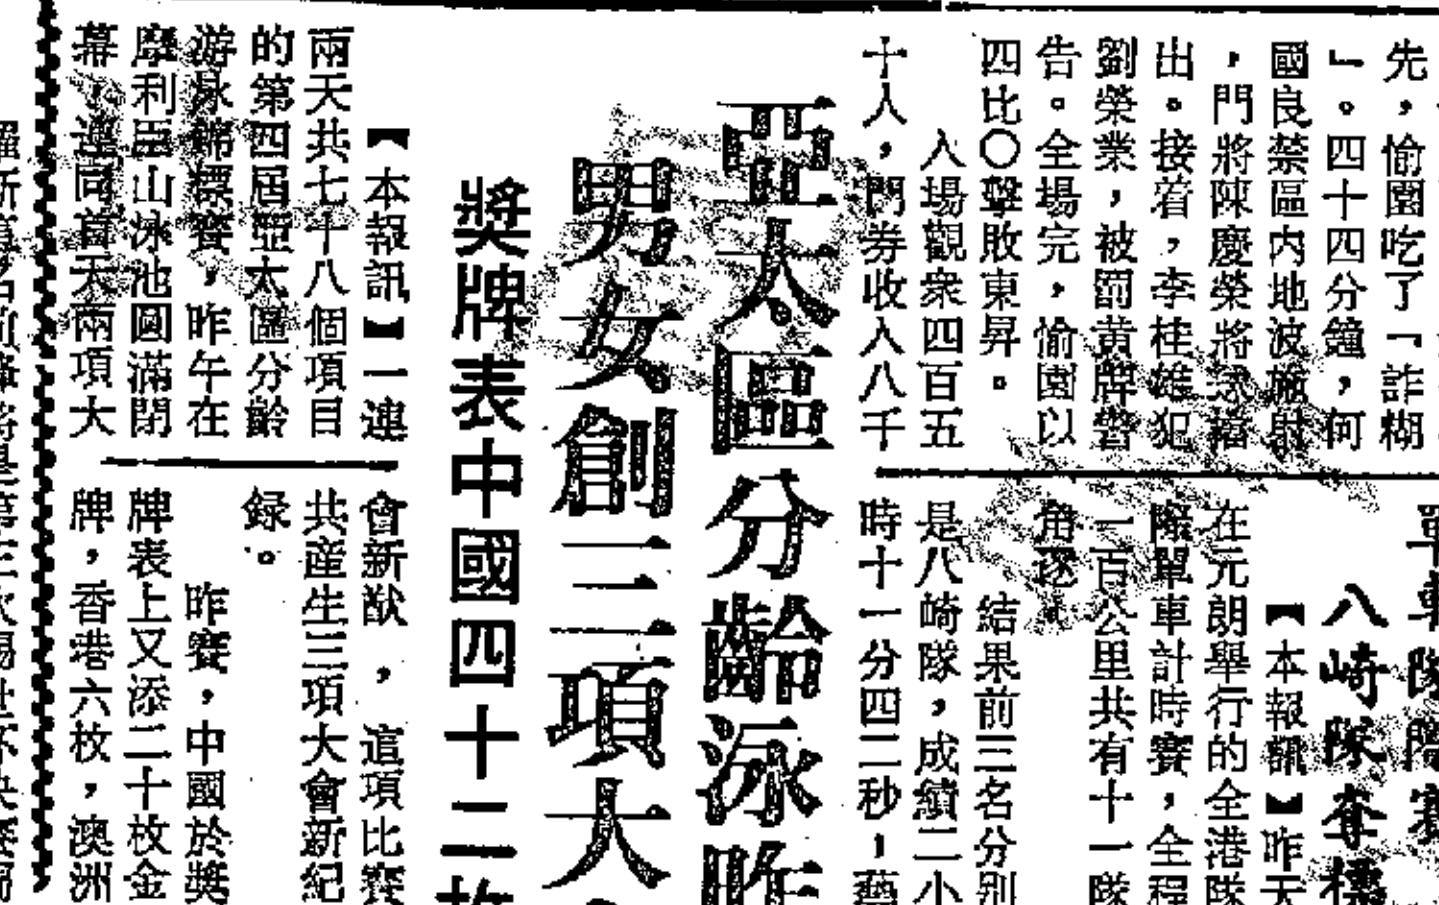 先，愉園吃了「詐糊
」。四十四分鐘，何
國良禁區内地波施射
，門將陳慶榮將球擋
出。接着，李桂雄犯
劉榮業，被罰黃牌警
告。全場完，愉園以
四比〇擊敗東昇。
入場觀衆四百五
十人，門券收入八千
單車隊際賽
八崎隊奪標
【本報訊】昨天
在元朗舉行的全港隊
際單車計時賽，全程
一百公里共有十一隊
角逐。
結果前三名分別
是八崎隊，成績二小
時十一分四二秒，藝
亞太區分齡泳昨
男女創三項大
獎牌表中國四十二枚
【本報訊】一連
兩天共七十八個項目
的第四屆亞太區分齡
游泳錦標賽，昨午在
摩利臣山泳池圓滿閉
幕，連同首天兩項大
會新猷，這項比賽
共產生三項大會新紀
録。
昨賽，中國於獎
牌表上又添二十枚金
牌，香港六枚，澳洲